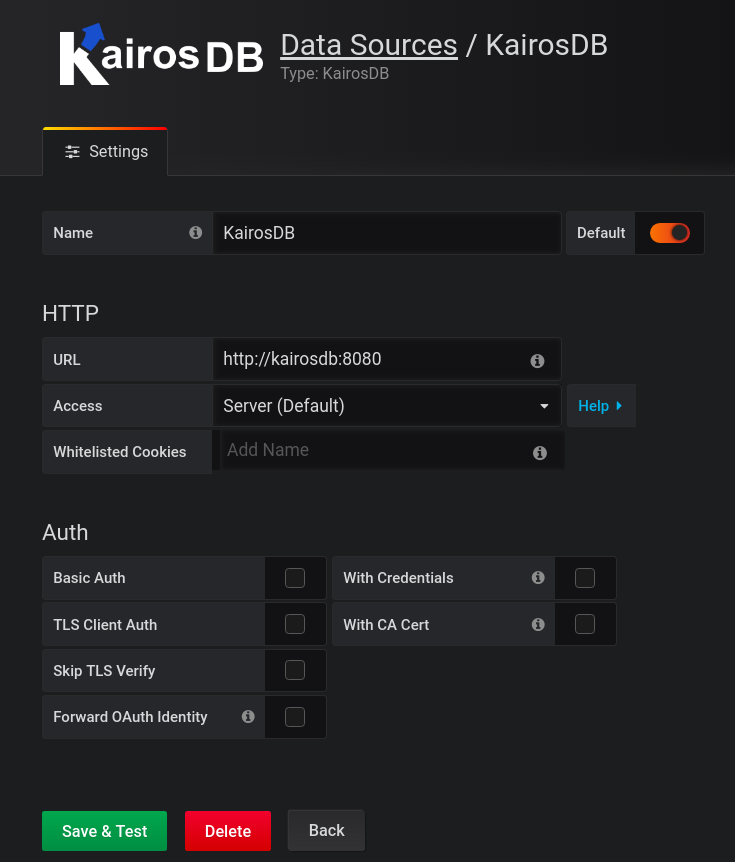 KairosDB
Data Sources / KairosDB
Type: KairosDB
Settings
Name KairosDB Default
HTTP
URL http://kairosdb:8080
Access Server (Default) Help
Whitelisted Cookies Add Name
Auth
Basic Auth With Credentials
TLS Client Auth With CA Cert
Skip TLS Verify
Forward OAuth Identity
Save & Test Delete Back